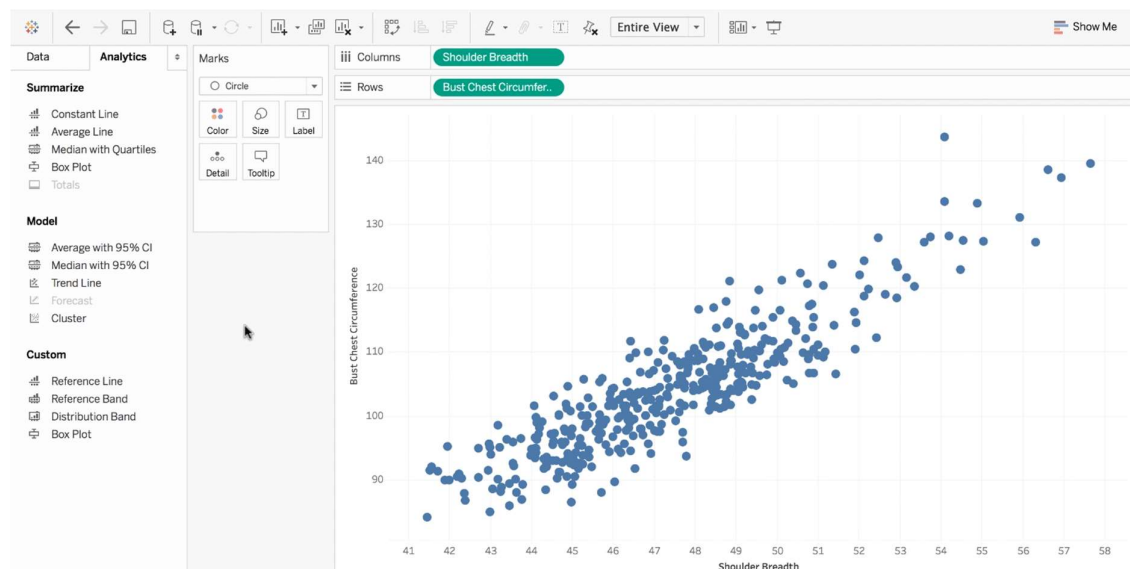 Entire View
Show Me
Data
Analytics
Marks
Columns
Shoulder Breadth
Rows
Bust Chest Circumfer..
Circle
Color
Size
Label
Detail
Tooltip
Summarize
Constant Line
Average Line
Median with Quartiles
Box Plot
Totals
Model
Average with 95% CI
Median with 95% CI
Trend Line
Forecast
Cluster
Custom
Reference Line
Reference Band
Distribution Band
Box Plot
Bust Chest Circumference
140
130
120
110
100
90
41 42 43 44 45 46 47 48 49 50 51 52 53 54 55 56 57 58
Shoulder Breadth